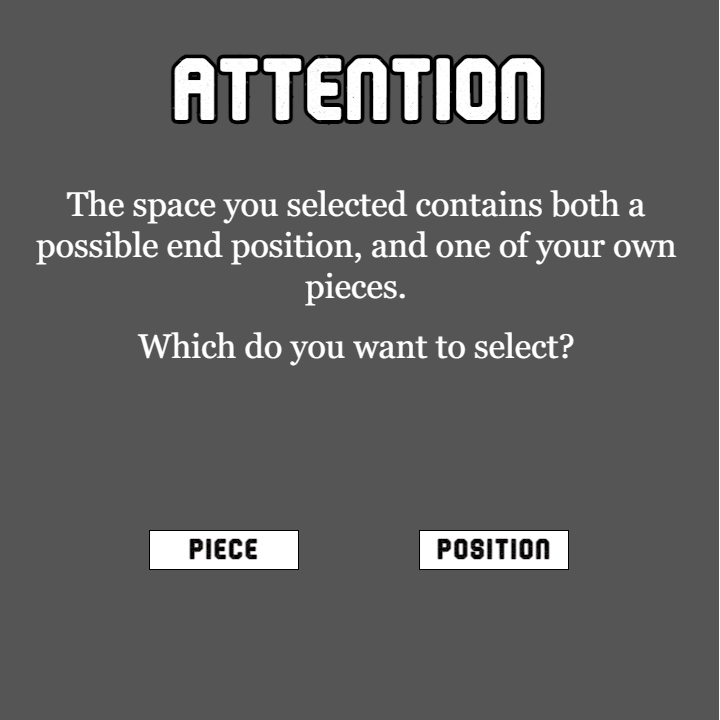 ATTENTION
The space you selected contains both a
possible end position, and one of your own
pieces.
Which do you want to select?
PIECE
POSITION